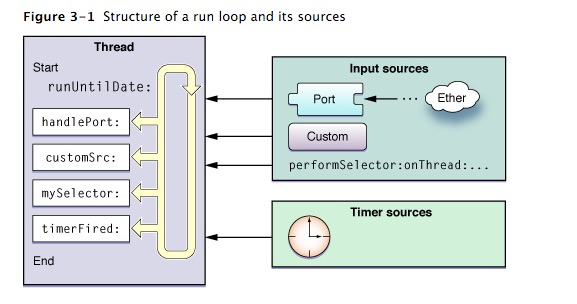 Figure 3-1 Structure of a run loop and its sources
Thread
Start
runUntilDate:
handlePort:
customSrc:
mySelector:
timerFired:
End
Input sources
Port
...
Ether
Custom
performSelector:onThread:...
Timer sources